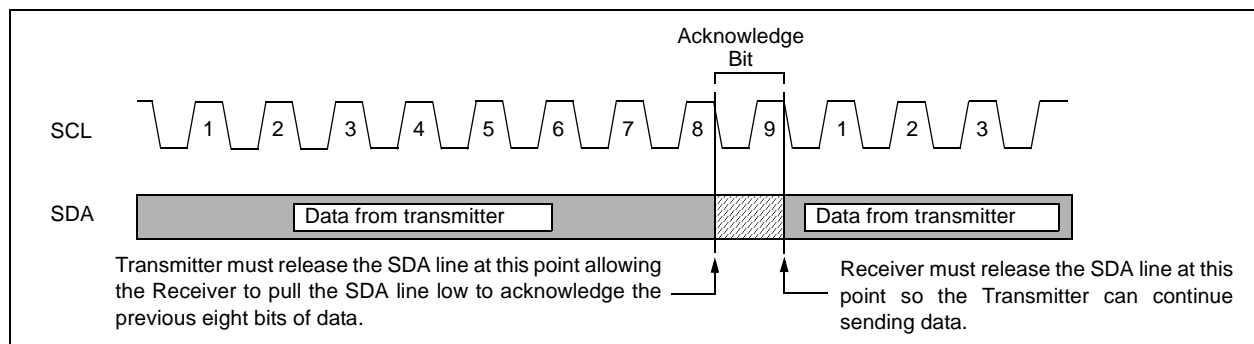 Acknowledge
Bit
SCL
1 2 3 4 5 6 7 8 9 1 2 3
SDA
Data from transmitter
Data from transmitter
Transmitter must release the SDA line at this point allowing
the Receiver to pull the SDA line low to acknowledge the
previous eight bits of data.
Receiver must release the SDA line at this
point so the Transmitter can continue
sending data.